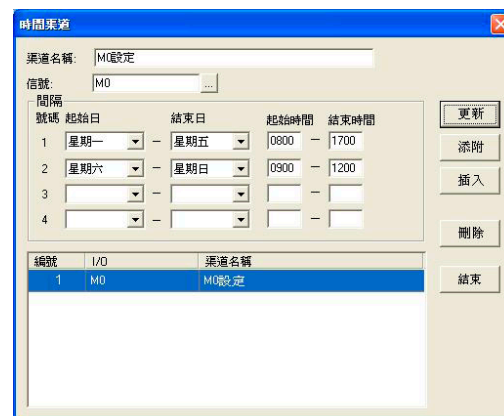 時間渠道
渠道名稱: M0設定
信號: M0 ...
間隔
號碼 起始日 結束日 起始時間 結束時間
1 星期一 – 星期五 0800 – 1700
2 星期六 – 星期日 0900 – 1200
3 – –
4 – –
更新
添附
插入
刪除
結束
編號 I/O 渠道名稱
1 M0 M0設定